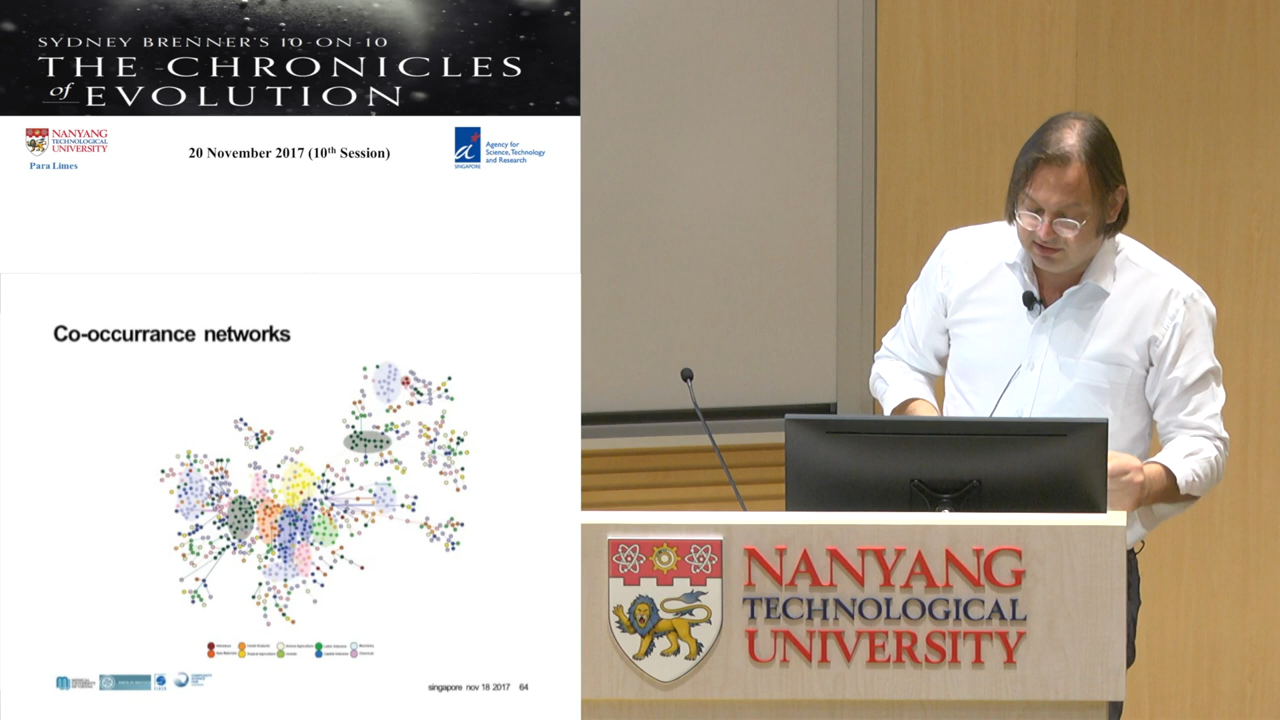 SYDNEY BRENNER'S 10-ON-10
THE CHRONICLES
of EVOLUTION
NANYANG
TECHNOLOGICAL
UNIVERSITY
Para Limes
20 November 2017 (10th Session)
SINGAPORE
Agency for
Science, Technology
and Research
Co-occurrance networks
singapore nov 18 2017 64
NANYANG
TECHNOLOGICAL
UNIVERSITY